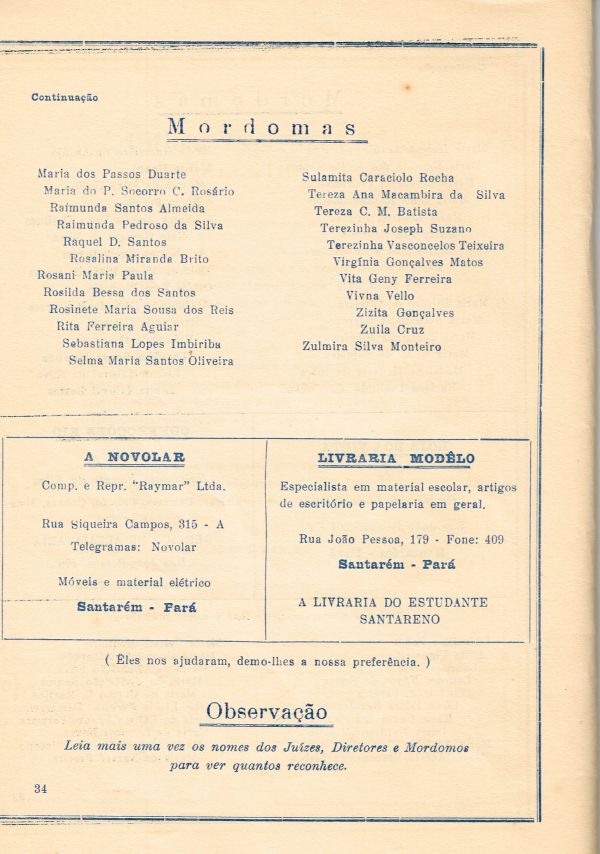 Continuação
Mordomas
Maria dos Passos Duarte
Maria do P. Socorro C. Rosário
Raimunda Santos Almeida
Raimunda Pedroso da Silva
Raquel D. Santos
Rosalina Miranda Brito
Rosani Maria Paula
Rosilda Bessa dos Santos
Rosinete Maria Sousa dos Reis
Rita Ferreira Aguiar
Sebastiana Lopes Imbiriba
Selma Maria Santos Oliveira
Sulamita Caraciolo Rocha
Tereza Ana Macambira da Silva
Tereza C. M. Batista
Terezinha Joseph Suzano
Terezinha Vasconcelos Teixeira
Virgínia Gonçalves Matos
Vita Geny Ferreira
Vivna Vello
Zizita Gonçalves
Zuila Cruz
Zulmira Silva Monteiro
A NOVOLAR
Comp. e Repr. "Raymar" Ltda.
Rua Siqueira Campos, 315 - A
Telegramas: Novolar
Móveis e material elétrico
Santarém - Pará
LIVRARIA MODÊLO
Especialista em material escolar, artigos
de escritório e papelaria em geral.
Rua João Pessoa, 179 - Fone: 409
Santarém - Pará
A LIVRARIA DO ESTUDANTE
SANTARENO
( Êles nos ajudaram, demo-lhes a nossa preferência. )
Observação
Leia mais uma vez os nomes dos Juízes, Diretores e Mordomos
para ver quantos reconhece.
34